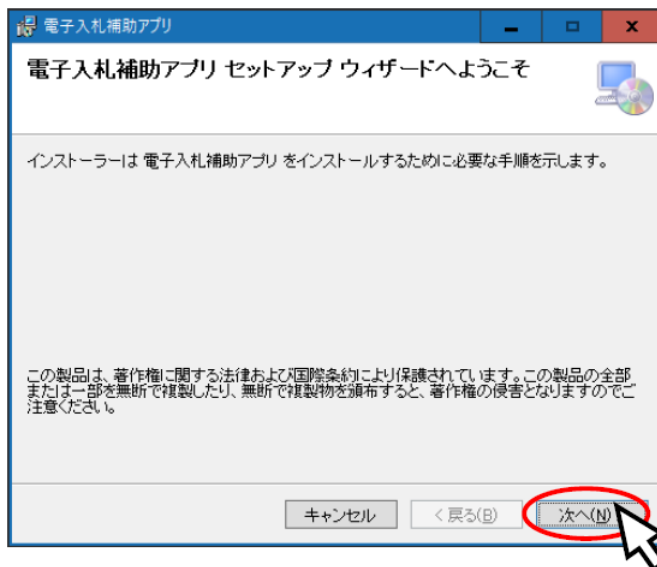 電子入札補助アプリ
電子入札補助アプリ セットアップ ウィザードへようこそ
インストーラーは 電子入札補助アプリ をインストールするために必要な手順を示します。
この製品は、著作権に関する法律および国際条約により保護されています。この製品の全部
または一部を無断で複製したり、無断で複製物を頒布すると、著作権の侵害となりますのでご
注意ください。
キャンセル < 戻る(B) 次へ(N)